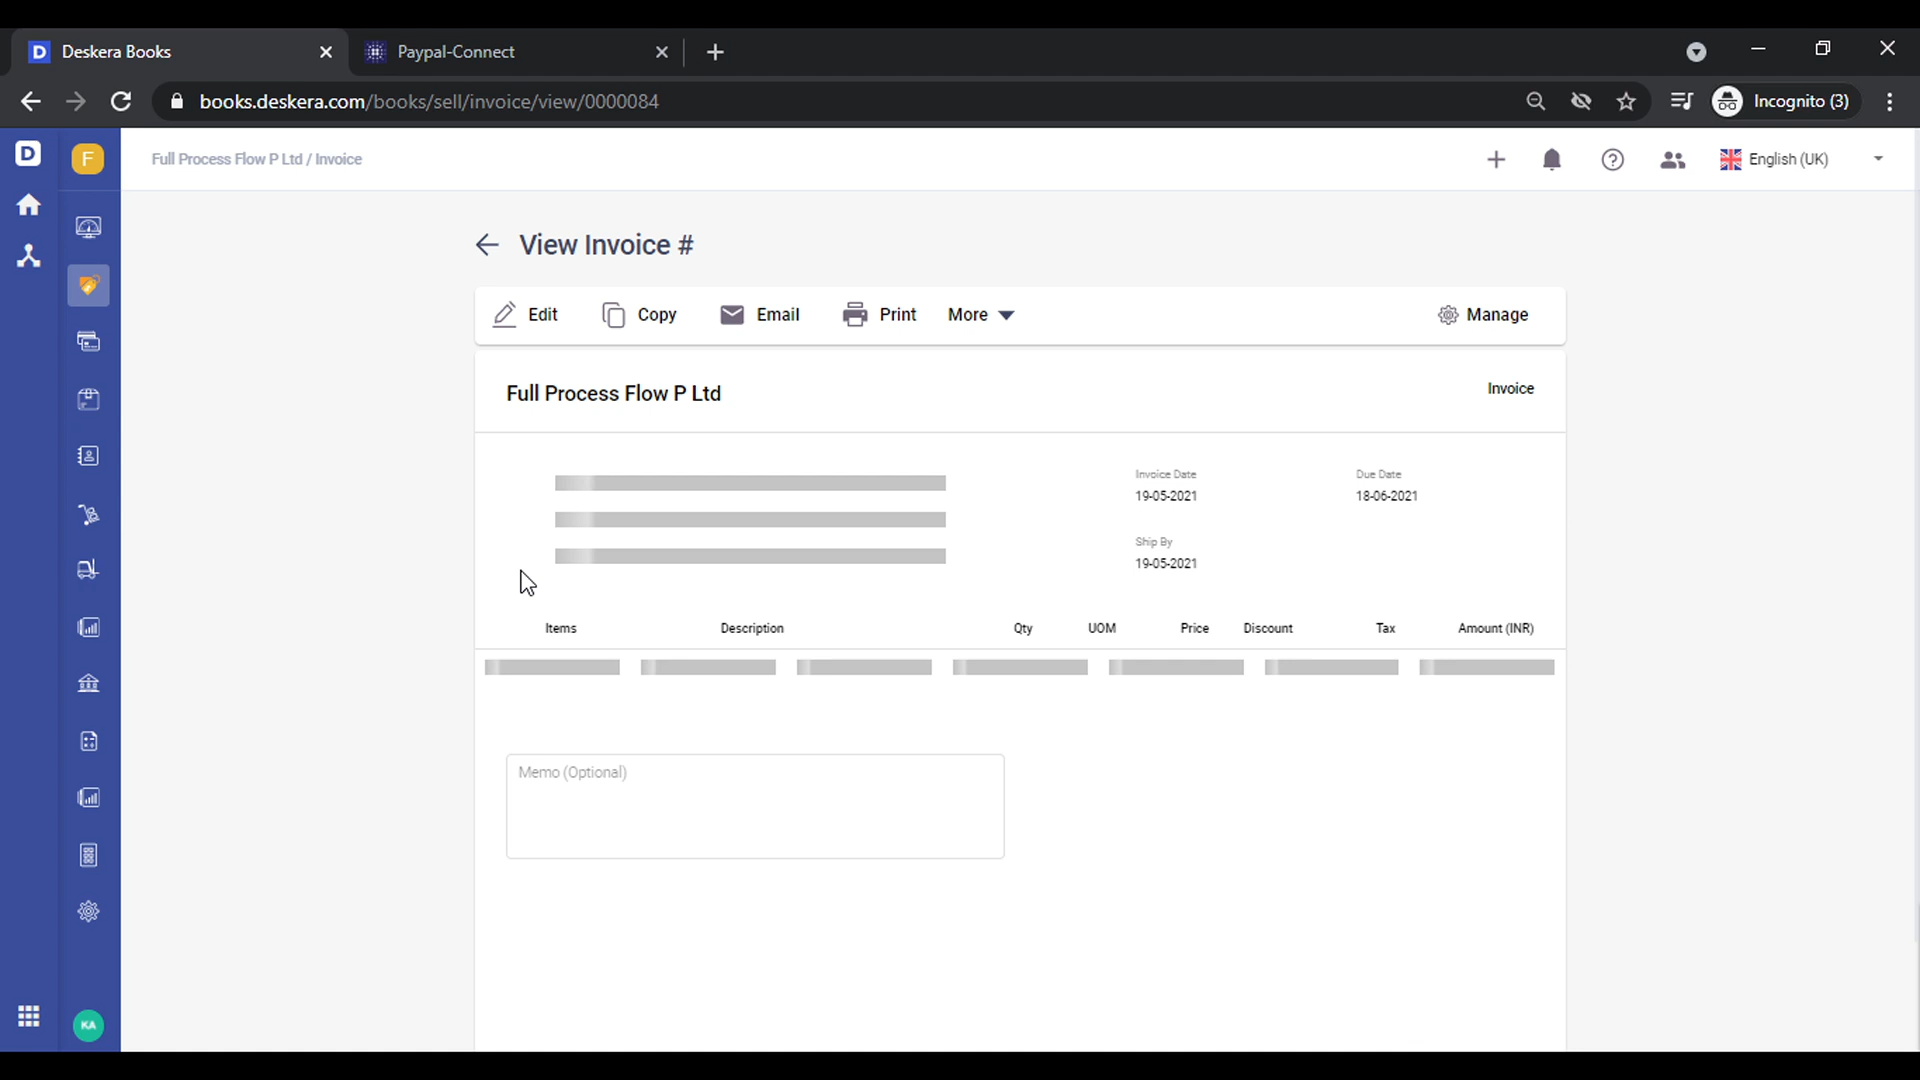 D Deskera Books
Paypal-Connect
books.deskera.com/books/sell/invoice/view/0000084
Incognito (3)
D
F
Full Process Flow P Ltd / Invoice
English (UK)
View Invoice #
Edit
Copy
Email
Print
More
Manage
Full Process Flow P Ltd
Invoice
Invoice Date
Due Date
19-05-2021
18-06-2021
Ship By
19-05-2021
Items Description Qty UOM Price Discount Tax Amount (INR)
Memo (Optional)
KA